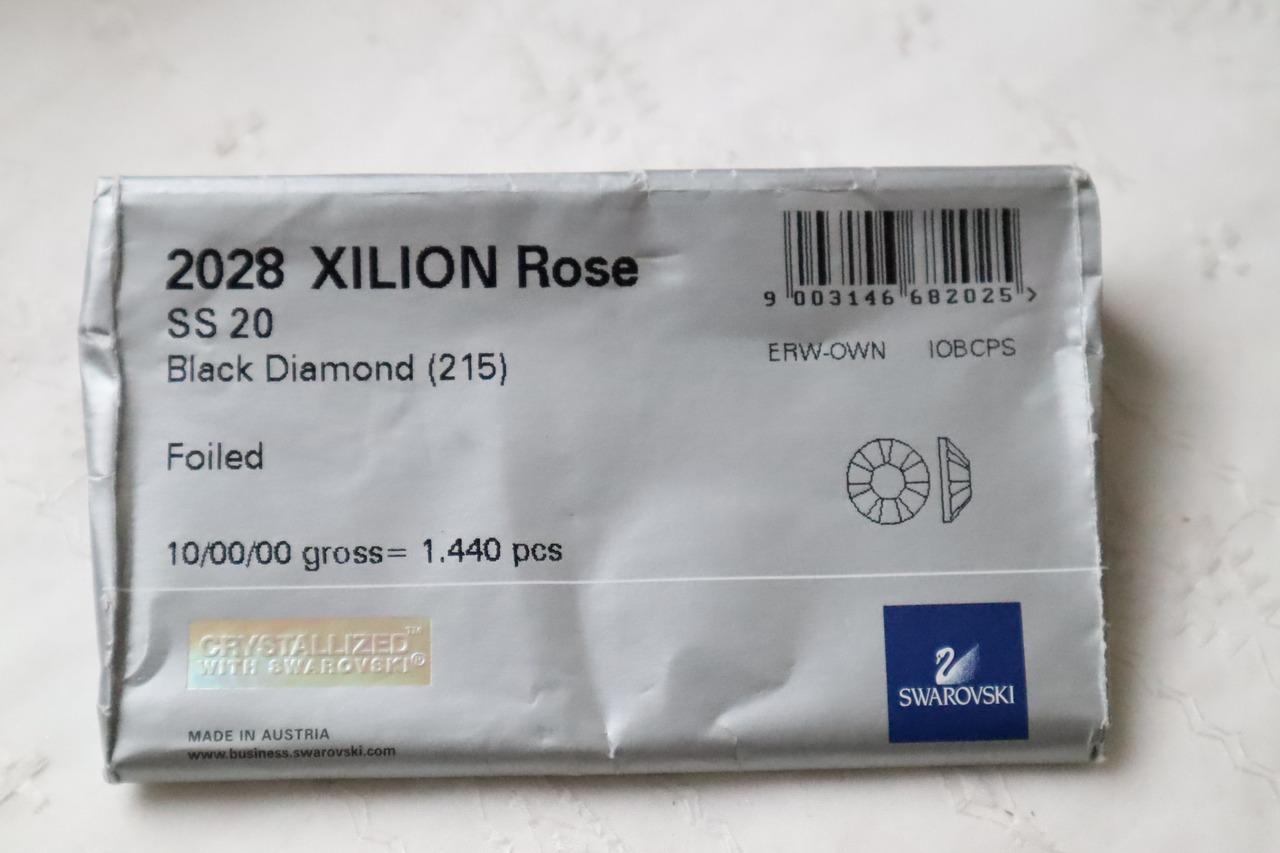 2028 XILION Rose
SS 20
Black Diamond (215)
Foiled
10/00/00 gross= 1.440 pcs
9 003146 682025 >
ERW-OWN IOBCPS
CRYSTALLIZED™
WITH SWAROVSKI®
MADE IN AUSTRIA
www.business.swarovski.com
SWAROVSKI